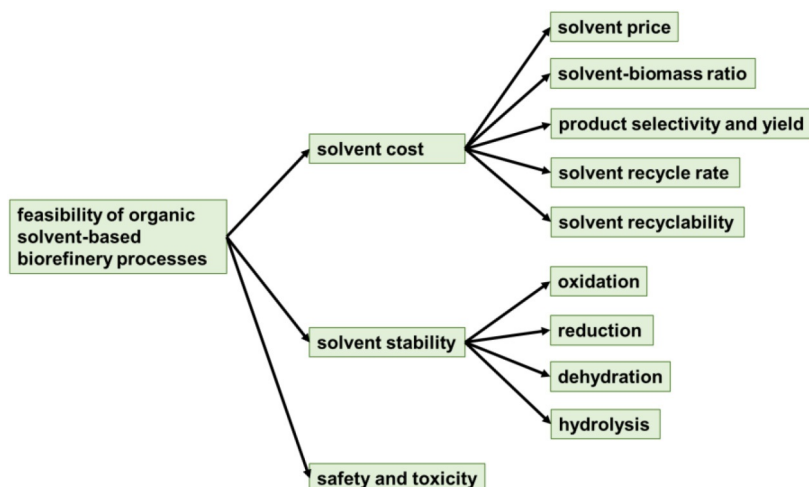 feasibility of organic
solvent-based
biorefinery processes
solvent cost
solvent price
solvent-biomass ratio
product selectivity and yield
solvent recycle rate
solvent recyclability
solvent stability
oxidation
reduction
dehydration
hydrolysis
safety and toxicity